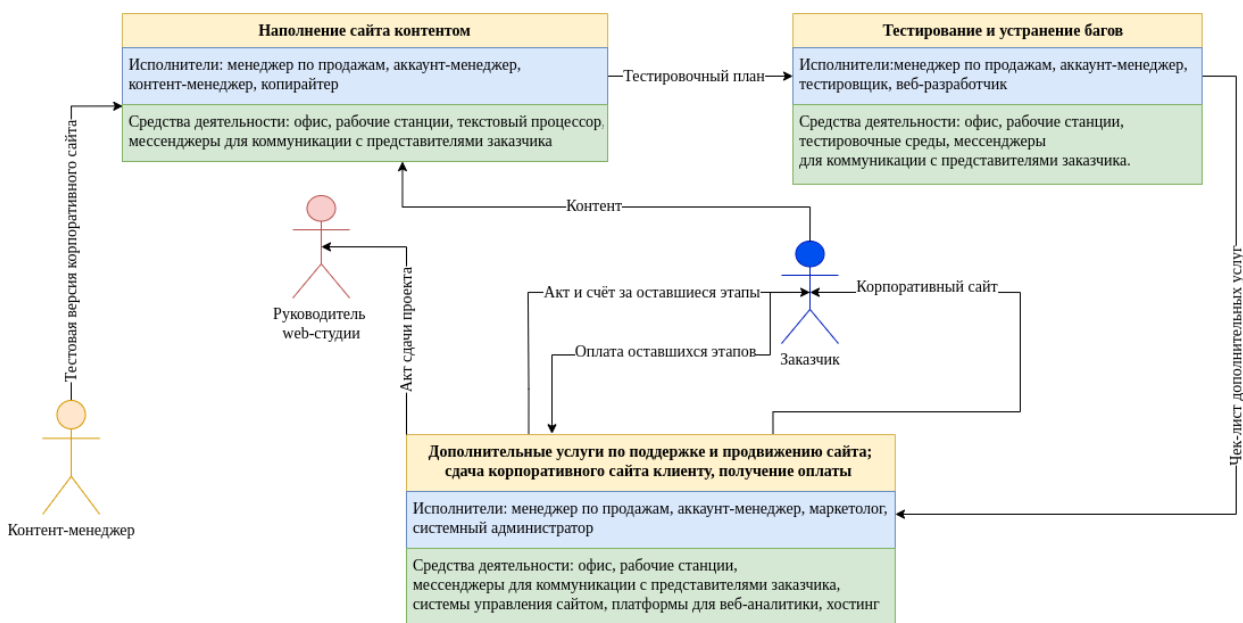 Наполнение сайта контентом
Исполнители: менеджер по продажам, аккаунт-менеджер,
контент-менеджер, копирайтер
Средства деятельности: офис, рабочие станции, текстовый процессор,
мессенджеры для коммуникации с представителями заказчика
Тестировочный план
Тестирование и устранение багов
Исполнители:менеджер по продажам, аккаунт-менеджер,
тестировщик, веб-разработчик
Средства деятельности: офис, рабочие станции,
тестировочные среды, мессенджеры
для коммуникации с представителями заказчика.
Тестовая версия корпоративного сайта
Контент
Руководитель
web-студии
Акт сдачи проекта
Акт и счёт за оставшиеся этапы
Корпоративный сайт
Оплата оставшихся этапов
Заказчик
Чек-лист дополнительных услуг
Контент-менеджер
Дополнительные услуги по поддержке и продвижению сайта;
сдача корпоративного сайта клиенту, получение оплаты
Исполнители: менеджер по продажам, аккаунт-менеджер, маркетолог,
системный администратор
Средства деятельности: офис, рабочие станции,
мессенджеры для коммуникации с представителями заказчика,
системы управления сайтом, платформы для веб-аналитики, хостинг